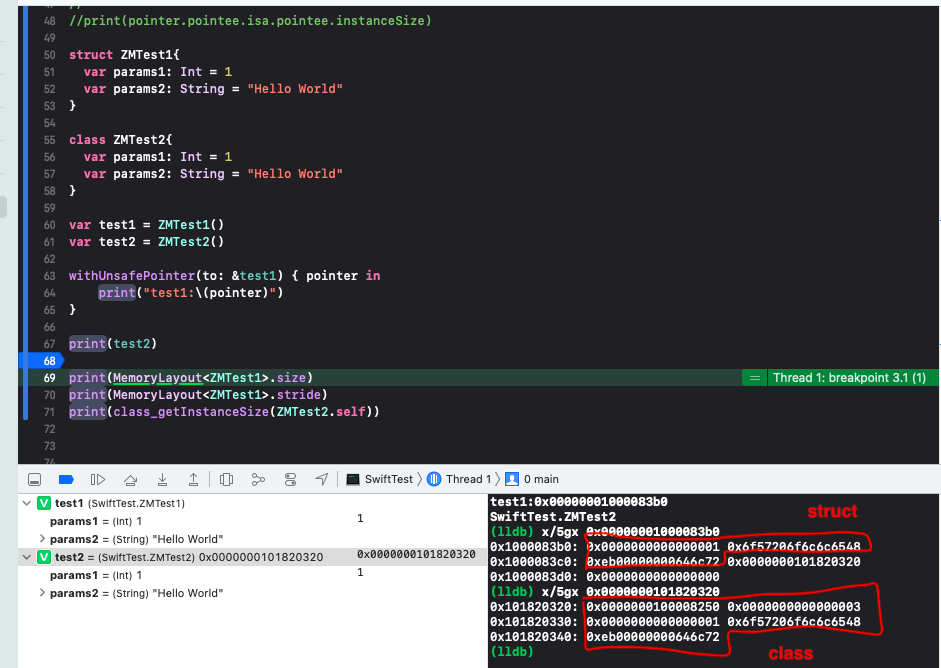 48 //print(pointer.pointee.isa.pointee.instanceSize)
49
50 struct ZMTest1{
51 var params1: Int = 1
52 var params2: String = "Hello World"
53 }
54
55 class ZMTest2{
56 var params1: Int = 1
57 var params2: String = "Hello World"
58 }
59
60 var test1 = ZMTest1()
61 var test2 = ZMTest2()
62
63 withUnsafePointer(to: &test1) { pointer in
64 print("test1:\(pointer)")
65 }
66
67 print(test2)
68
69 print(MemoryLayout<ZMTest1>.size) = Thread 1: breakpoint 3.1 (1)
70 print(MemoryLayout<ZMTest1>.stride)
71 print(class_getInstanceSize(ZMTest2.self))
72
73
74
SwiftTest Thread 1 0 main
V test1 (SwiftTest.ZMTest1)
params1 = (Int) 1 1
params2 = (String) "Hello World"
V test2 = (SwiftTest.ZMTest2) 0x0000000101820320 0x0000000101820320
params1 = (Int) 1 1
params2 = (String) "Hello World"
test1:0x00000001000083b0
struct
SwiftTest.ZMTest2
(lldb) x/5gx 0x00000001000083b0
0x1000083b0: 0x0000000000000001 0x6f57206f6c6c6548
0x1000083c0: 0xeb00000000646c72 0x0000000101820320
0x1000083d0: 0x0000000000000000
(lldb) x/5gx 0x0000000101820320
0x101820320: 0x0000000100008250 0x0000000000000003
0x101820330: 0x0000000000000001 0x6f57206f6c6c6548
0x101820340: 0xeb00000000646c72
(lldb)
class